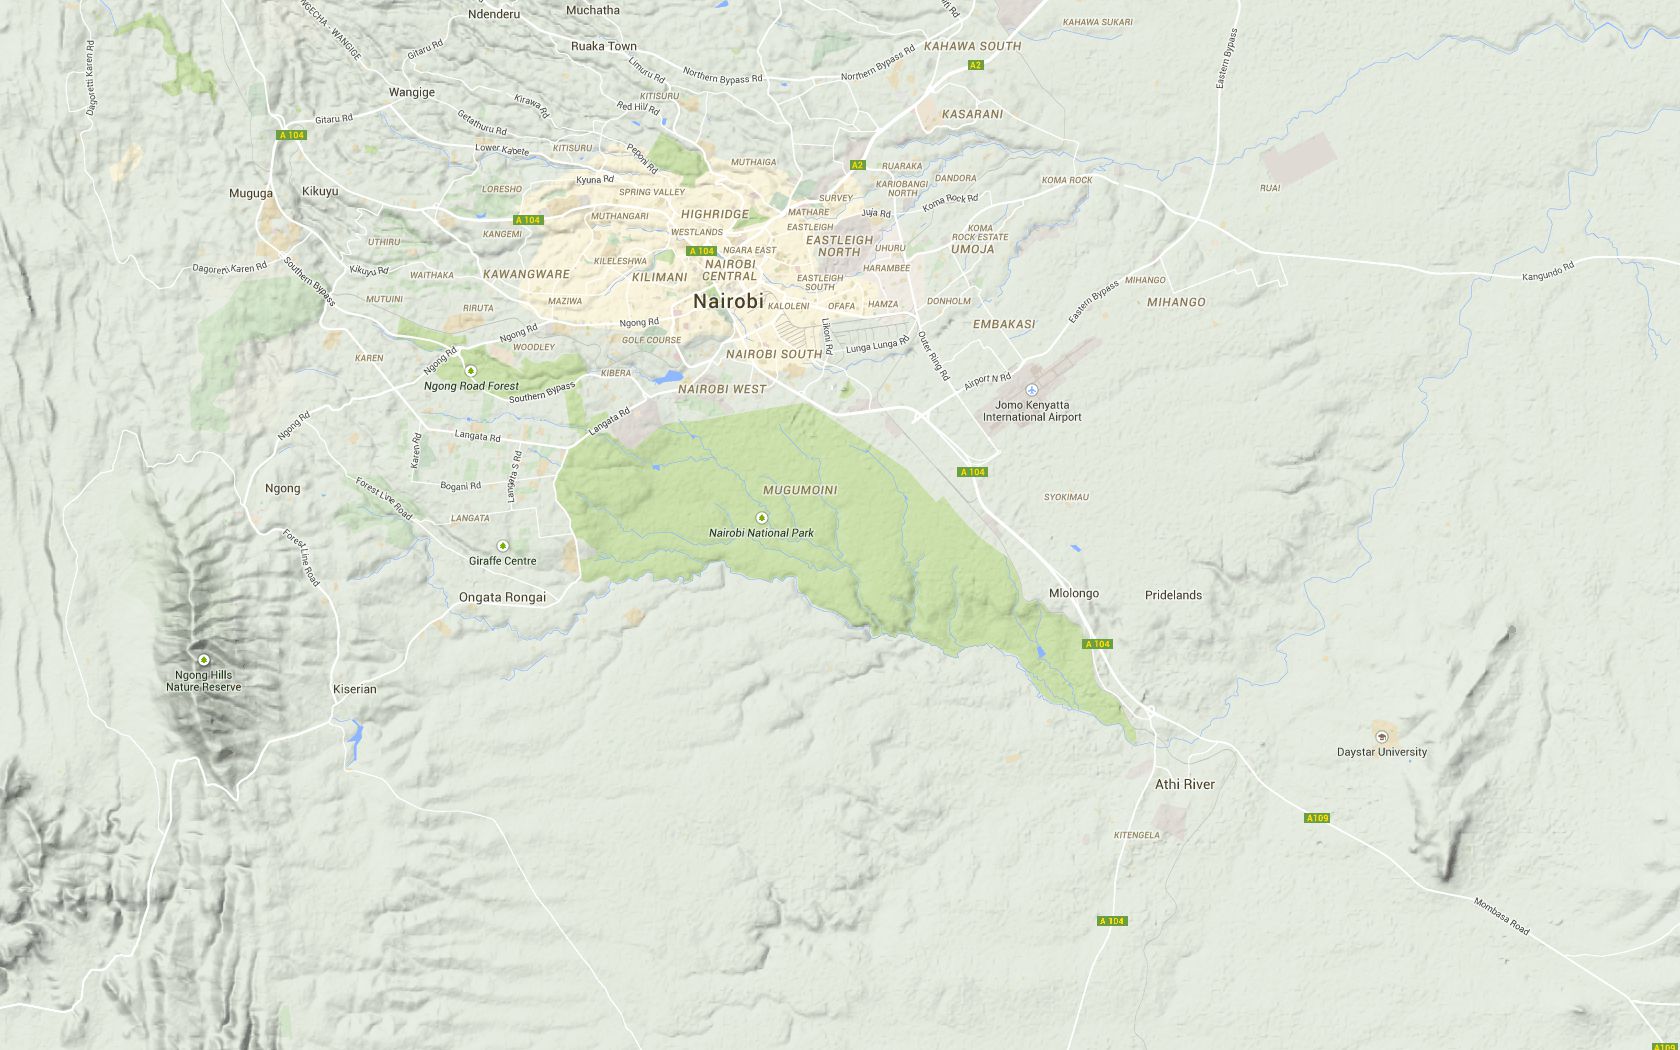 Ndenderu
Muchatha
NGECHA - WANGIGE
KAHAWA SUKARI
Ruaka Town
KAHAWA SOUTH
Gitaru Rd
Limuru Rd
Northern Bypass Rd
Northern Bypass Rd
A2
Eastern Bypass
Dagoretti Karen Rd
Wangige
KITISURU
Kirawa Rd
Red Hill Rd
KASARANI
Gitaru Rd
Getathuru Rd
A 104
Lower Kabete
KITISURU
Peponi Rd
MUTHAIGA
A2
RUARAKA
Muguga
Kikuyu
LORESHO
Kyuna Rd
SPRING VALLEY
SURVEY
KARIOBANGI
NORTH
DANDORA
KOMA ROCK
RUAI
A 104
MUTHANGARI
HIGHRIDGE
MATHARE
Juja Rd
Koma Rock Rd
UTHIRU
KANGEMI
WESTLANDS
EASTLEIGH
KOMA
ROCK ESTATE
A 104
NGARA EAST
EASTLEIGH
NORTH
UHURU
UMOJA
Dagoretti Karen Rd
Kikuyu Rd
WAITHAKA
KAWANGWARE
KILELESHWA
KILIMANI
NAIROBI
CENTRAL
EASTLEIGH
SOUTH
HARAMBEE
MIHANGO
Kangundo Rd
Southern Bypass
MUTUINI
RIRUTA
MAZIWA
Nairobi
KALOLENI
OFAFA
HAMZA
DONHOLM
Eastern Bypass
MIHANGO
Ngong Rd
Ngong Rd
GOLF COURSE
Likoni Rd
Lunga Lunga Rd
Outer Ring Rd
EMBAKASI
KAREN
Ngong Rd
WOODLEY
KIBERA
NAIROBI SOUTH
Ngong Road Forest
Southern Bypass
NAIROBI WEST
Airport N Rd
Jomo Kenyatta
International Airport
Ngong Rd
Langata Rd
Langata Rd
Karen Rd
Langata S Rd
A 104
Ngong
Forest Line Road
Bogani Rd
MUGUMOINI
SYOKIMAU
LANGATA
Nairobi National Park
Forest Line Road
Giraffe Centre
Ongata Rongai
Mlolongo
Pridelands
A 104
Ngong Hills
Nature Reserve
Kiserian
Daystar University
Athi River
A109
KITENGELA
A 104
Mombasa Road
A109